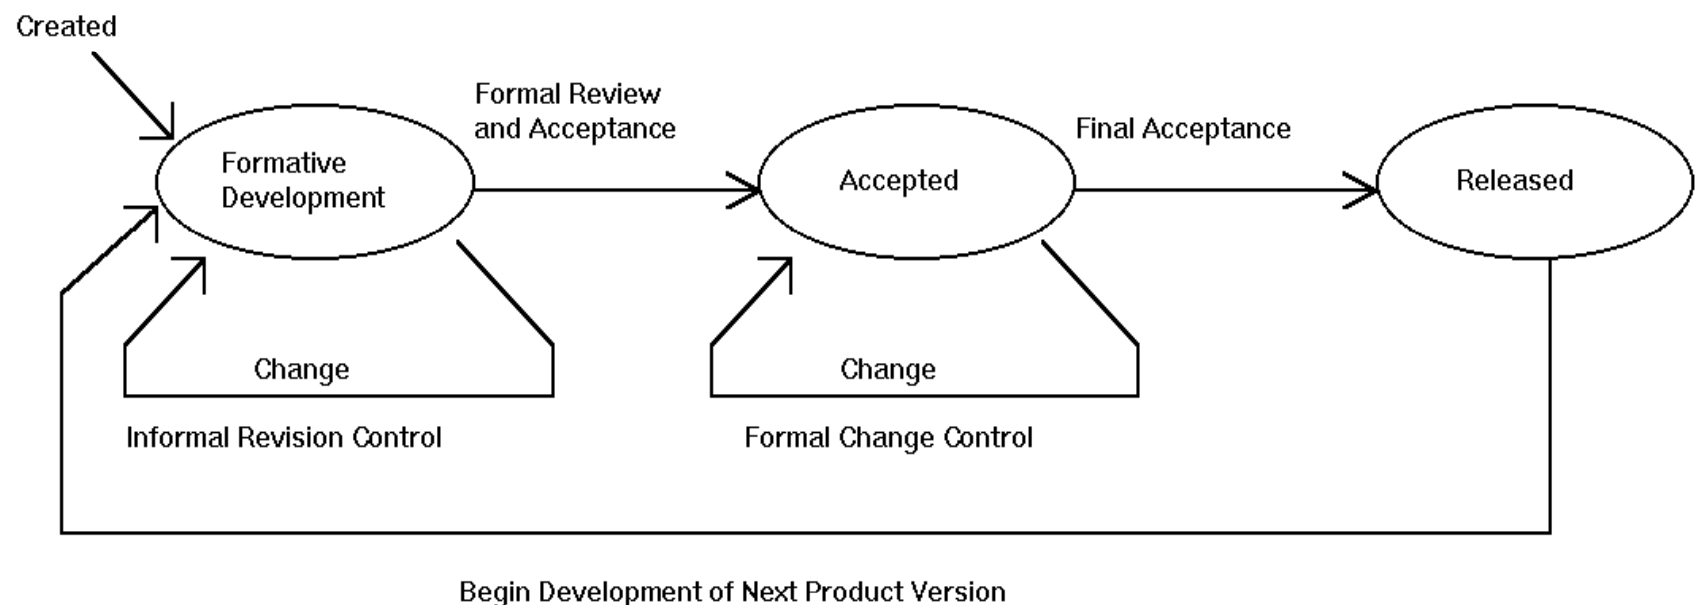 Created
Formal Review
and Acceptance
Final Acceptance
Formative
Development
Accepted
Released
Change
Change
Informal Revision Control
Formal Change Control
Begin Development of Next Product Version